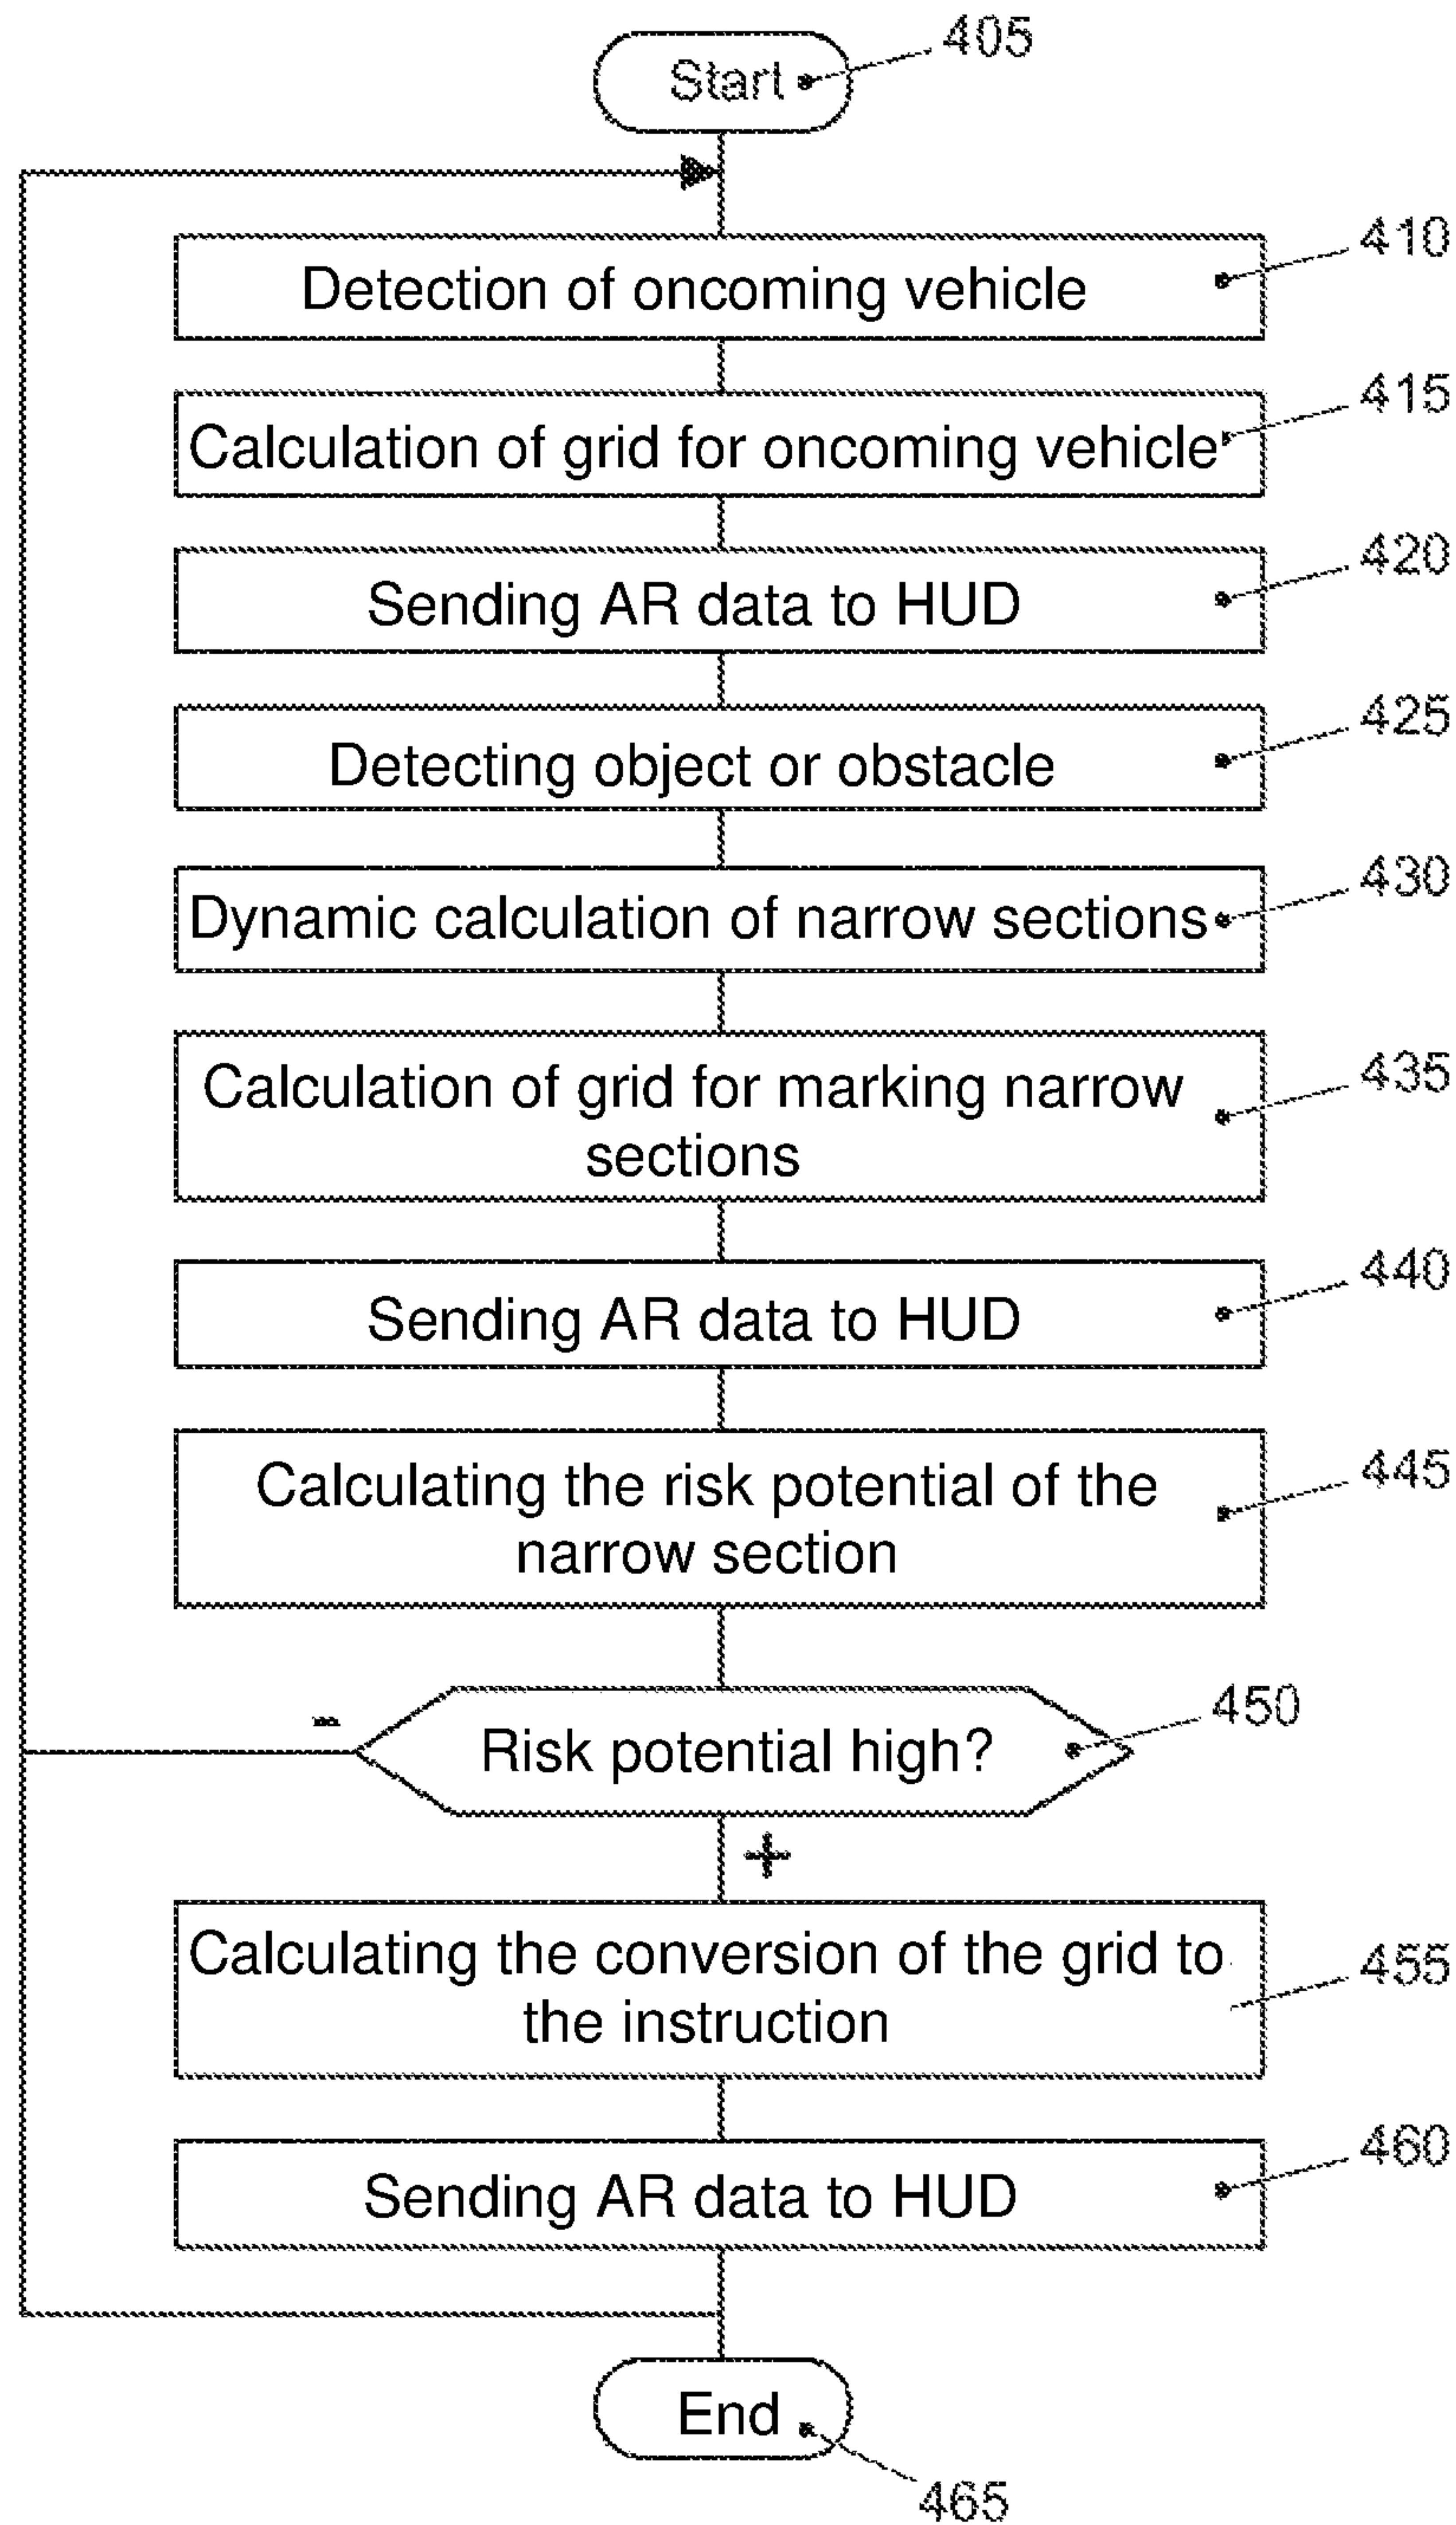 405
Start
410
Detection of oncoming vehicle
415
Calculation of grid for oncoming vehicle
420
Sending AR data to HUD
425
Detecting object or obstacle
430
Dynamic calculation of narrow sections
435
Calculation of grid for marking narrow
sections
440
Sending AR data to HUD
445
Calculating the risk potential of the
narrow section
450
-
Risk potential high?
+
Calculating the conversion of the grid to
455
the instruction
460
Sending AR data to HUD
End
465